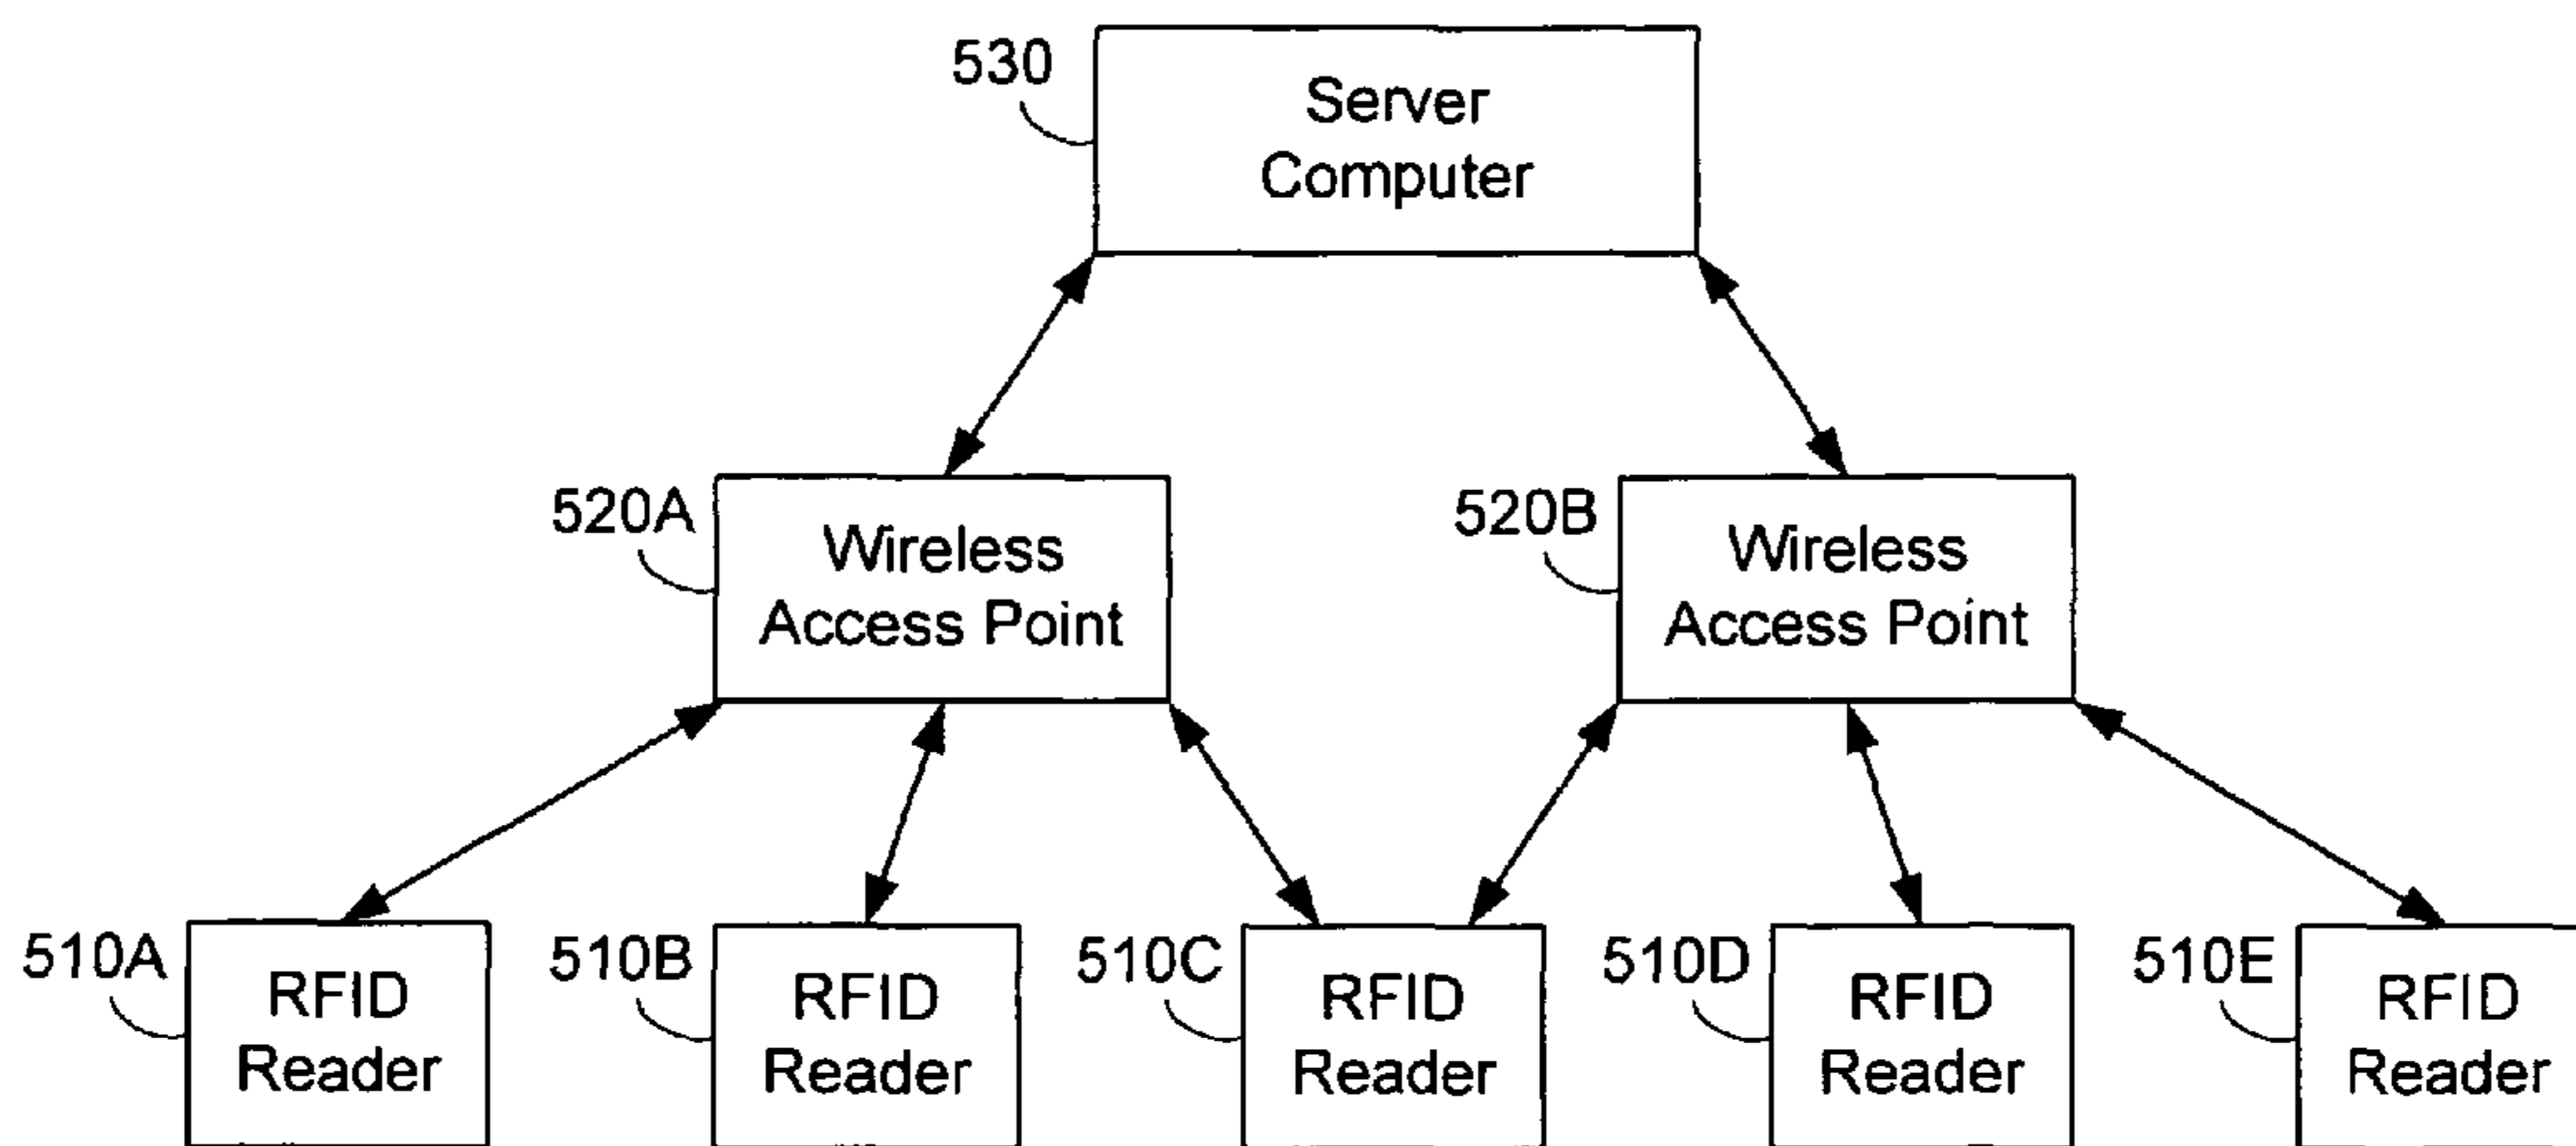 530
Server
Computer
520A
Wireless
Access Point
520B
Wireless
Access Point
510A
RFID
Reader
510B
RFID
Reader
510C
RFID
Reader
510D
RFID
Reader
510E
RFID
Reader